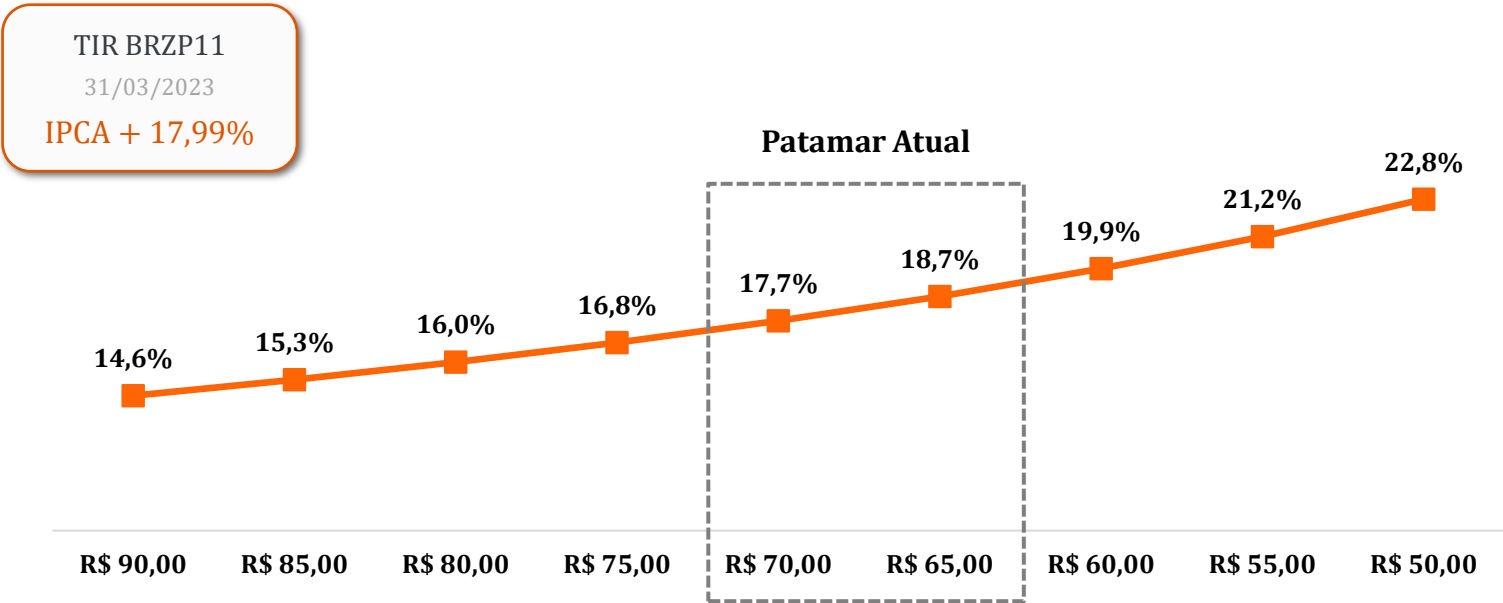 TIR BRZP11
31/03/2023
IPCA + 17,99%
Patamar Atual
14,6%
15,3%
16,0%
16,8%
17,7%
18,7%
19,9%
21,2%
22,8%
R$ 90,00
R$ 85,00
R$ 80,00
R$ 75,00
R$ 70,00
R$ 65,00
R$ 60,00
R$ 55,00
R$ 50,00